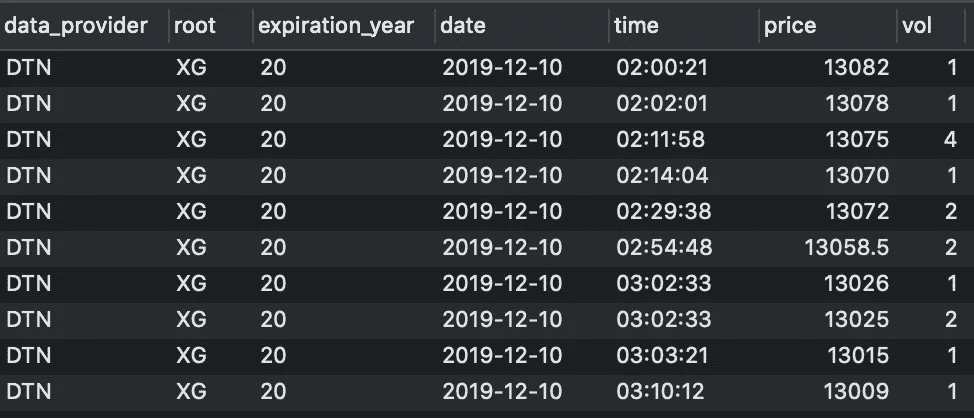 data_provider root expiration_year date time price vol
DTN XG 20 2019-12-10 02:00:21 13082 1
DTN XG 20 2019-12-10 02:02:01 13078 1
DTN XG 20 2019-12-10 02:11:58 13075 4
DTN XG 20 2019-12-10 02:14:04 13070 1
DTN XG 20 2019-12-10 02:29:38 13072 2
DTN XG 20 2019-12-10 02:54:48 13058.5 2
DTN XG 20 2019-12-10 03:02:33 13026 1
DTN XG 20 2019-12-10 03:02:33 13025 2
DTN XG 20 2019-12-10 03:03:21 13015 1
DTN XG 20 2019-12-10 03:10:12 13009 1